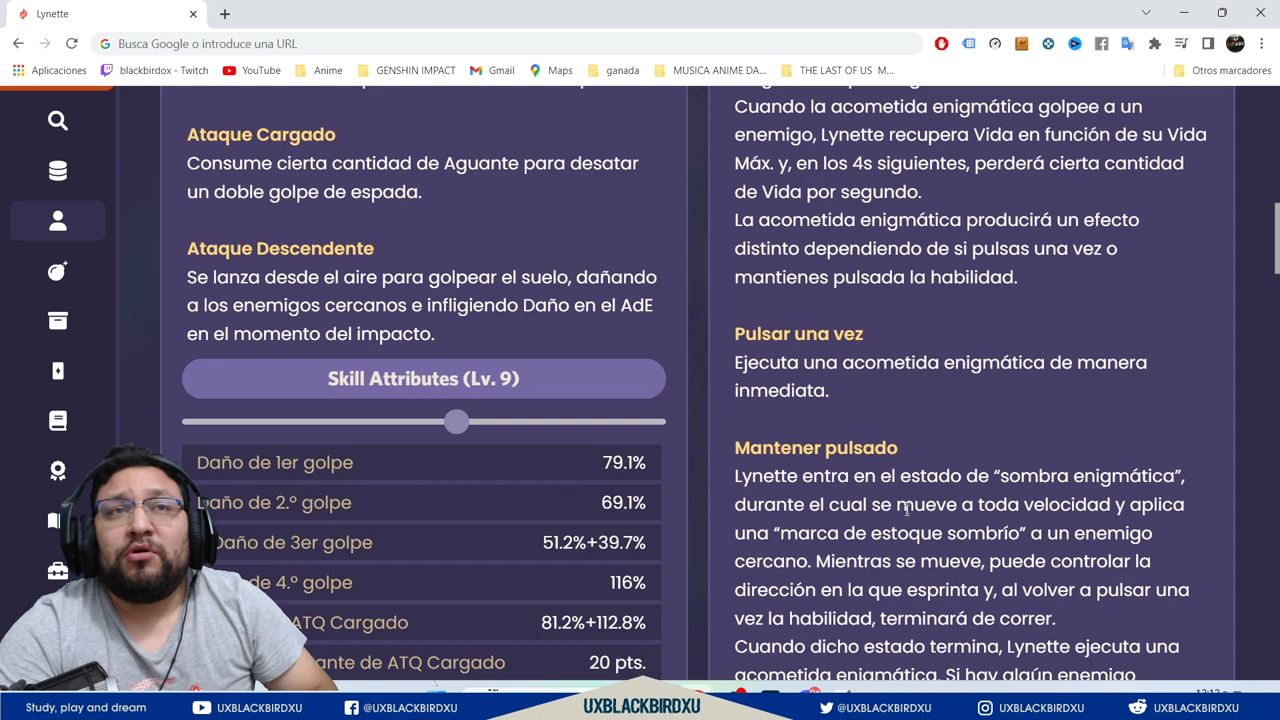 Lynette
Busca Google o introduce una URL
Aplicaciones
blackbirdox - Twitch
YouTube
Anime
GENSHIN IMPACT
Gmail
Maps
ganada
MUSICA ANIME DA...
THE LAST OF US M...
Otros marcadores
Ataque Cargado
Consume cierta cantidad de Aguante para desatar
un doble golpe de espada.
Ataque Descendente
Se lanza desde el aire para golpear el suelo, dañando
a los enemigos cercanos e infligiendo Daño en el AdE
en el momento del impacto.
Skill Attributes (Lv. 9)
Daño de 1er golpe 79.1%
Daño de 2.º golpe 69.1%
Daño de 3er golpe 51.2%+39.7%
de 4.º golpe 116%
ATQ Cargado 81.2%+112.8%
de ATQ Cargado 20 pts.
Cuando la acometida enigmática golpee a un
enemigo, Lynette recupera Vida en función de su Vida
Máx. y, en los 4s siguientes, perderá cierta cantidad
de Vida por segundo.
La acometida enigmática producirá un efecto
distinto dependiendo de si pulsas una vez o
mantienes pulsada la habilidad.
Pulsar una vez
Ejecuta una acometida enigmática de manera
inmediata.
Mantener pulsado
Lynette entra en el estado de “sombra enigmática”,
durante el cual se mueve a toda velocidad y aplica
una “marca de estoque sombrío” a un enemigo
cercano. Mientras se mueve, puede controlar la
dirección en la que esprinta y, al volver a pulsar una
vez la habilidad, terminará de correr.
Cuando dicho estado termina, Lynette ejecuta una
acometida enigmática. Si hay algún enemigo
Study, play and dream
UXBLACKBIRDXU
@UXBLACKBIRDXU
UXBLACKBIRDXU
@UXBLACKBIRDXU
UXBLACKBIRDXU
UXBLACKBIRDXU